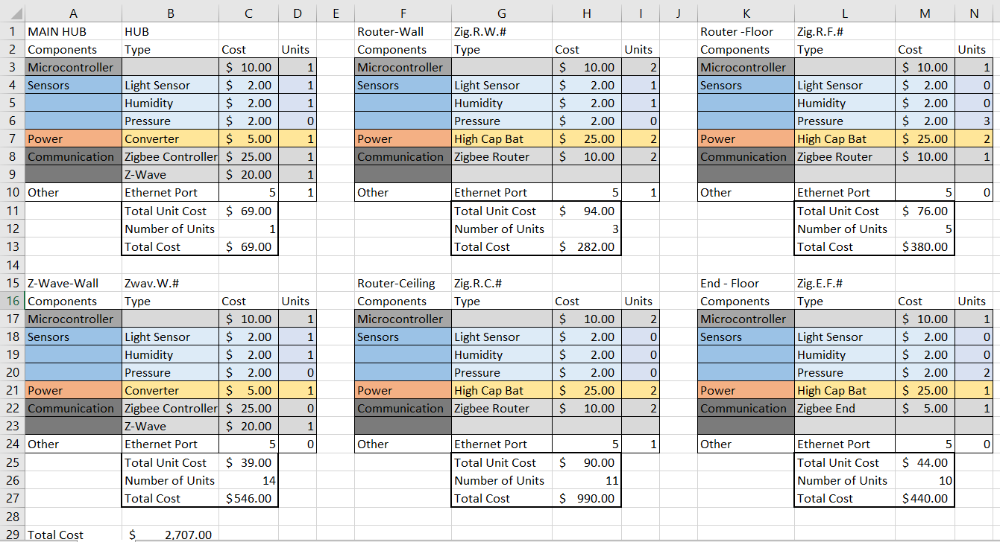 A B C D E F G H I J K L M N
1 MAIN HUB HUB Router-Wall Zig.R.W.# Router -Floor Zig.R.F.#
2 Components Type Cost Units Components Type Cost Units Components Type Cost Units
3 Microcontroller $ 10.00 1 Microcontroller $ 10.00 2 Microcontroller $ 10.00 1
4 Sensors Light Sensor $ 2.00 1 Sensors Light Sensor $ 2.00 1 Sensors Light Sensor $ 2.00 0
5 Humidity $ 2.00 1 Humidity $ 2.00 1 Humidity $ 2.00 0
6 Pressure $ 2.00 0 Pressure $ 2.00 0 Pressure $ 2.00 3
7 Power Converter $ 5.00 1 Power High Cap Bat $ 25.00 2 Power High Cap Bat $ 25.00 2
8 Communication Zigbee Controller $ 25.00 1 Communication Zigbee Router $ 10.00 2 Communication Zigbee Router $ 10.00 1
9 Z-Wave $ 20.00 1
10 Other Ethernet Port 5 1 Other Ethernet Port 5 1 Other Ethernet Port 5 0
11 Total Unit Cost $ 69.00 Total Unit Cost $ 94.00 Total Unit Cost $ 76.00
12 Number of Units 1 Number of Units 3 Number of Units 5
13 Total Cost $ 69.00 Total Cost $ 282.00 Total Cost $380.00
14
15 Z-Wave-Wall Zwav.W.# Router-Ceiling Zig.R.C.# End - Floor Zig.E.F.#
16 Components Type Cost Units Components Type Cost Units Components Type Cost Units
17 Microcontroller $ 10.00 1 Microcontroller $ 10.00 2 Microcontroller $ 10.00 1
18 Sensors Light Sensor $ 2.00 1 Sensors Light Sensor $ 2.00 0 Sensors Light Sensor $ 2.00 0
19 Humidity $ 2.00 1 Humidity $ 2.00 0 Humidity $ 2.00 0
20 Pressure $ 2.00 0 Pressure $ 2.00 0 Pressure $ 2.00 2
21 Power Converter $ 5.00 1 Power High Cap Bat $ 25.00 2 Power High Cap Bat $ 25.00 1
22 Communication Zigbee Controller $ 25.00 0 Communication Zigbee Router $ 10.00 2 Communication Zigbee End $ 5.00 1
23 Z-Wave $ 20.00 1
24 Other Ethernet Port 5 0 Other Ethernet Port 5 1 Other Ethernet Port 5 0
25 Total Unit Cost $ 39.00 Total Unit Cost $ 90.00 Total Unit Cost $ 44.00
26 Number of Units 14 Number of Units 11 Number of Units 10
27 Total Cost $546.00 Total Cost $ 990.00 Total Cost $440.00
28
29 Total Cost $ 2,707.00